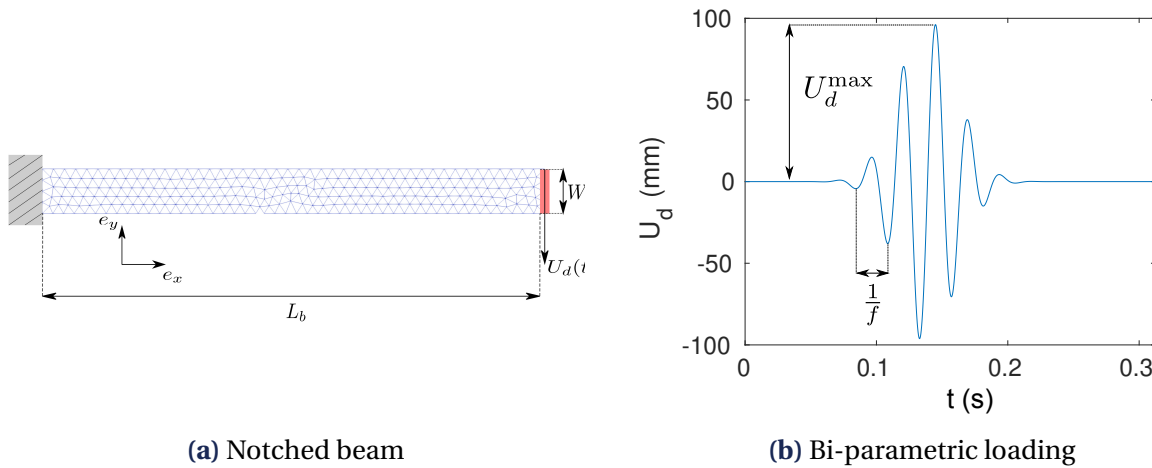 W
e_y
e_x
U_d(t
L_b
(a) Notched beam
100
50
0
-50
-100
U_d (mm)
U_d^max
1/f
0
0.1
0.2
0.3
t (s)
(b) Bi-parametric loading